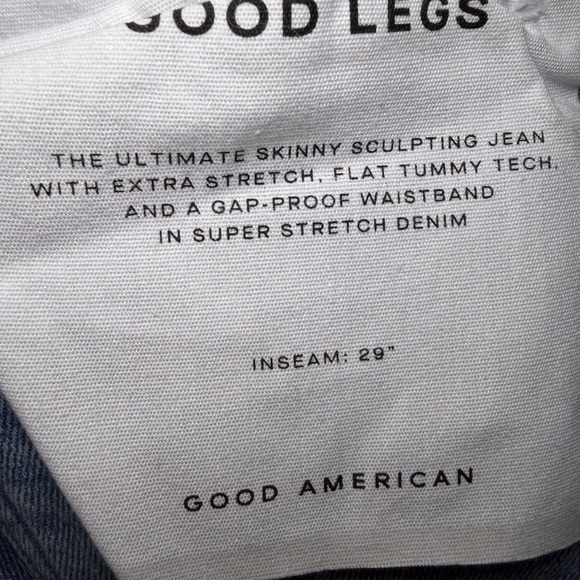 GOOD LEGS
THE ULTIMATE SKINNY SCULPTING JEAN
WITH EXTRA STRETCH, FLAT TUMMY TECH,
AND A GAP-PROOF WAISTBAND
IN SUPER STRETCH DENIM
INSEAM: 29"
GOOD AMERICAN